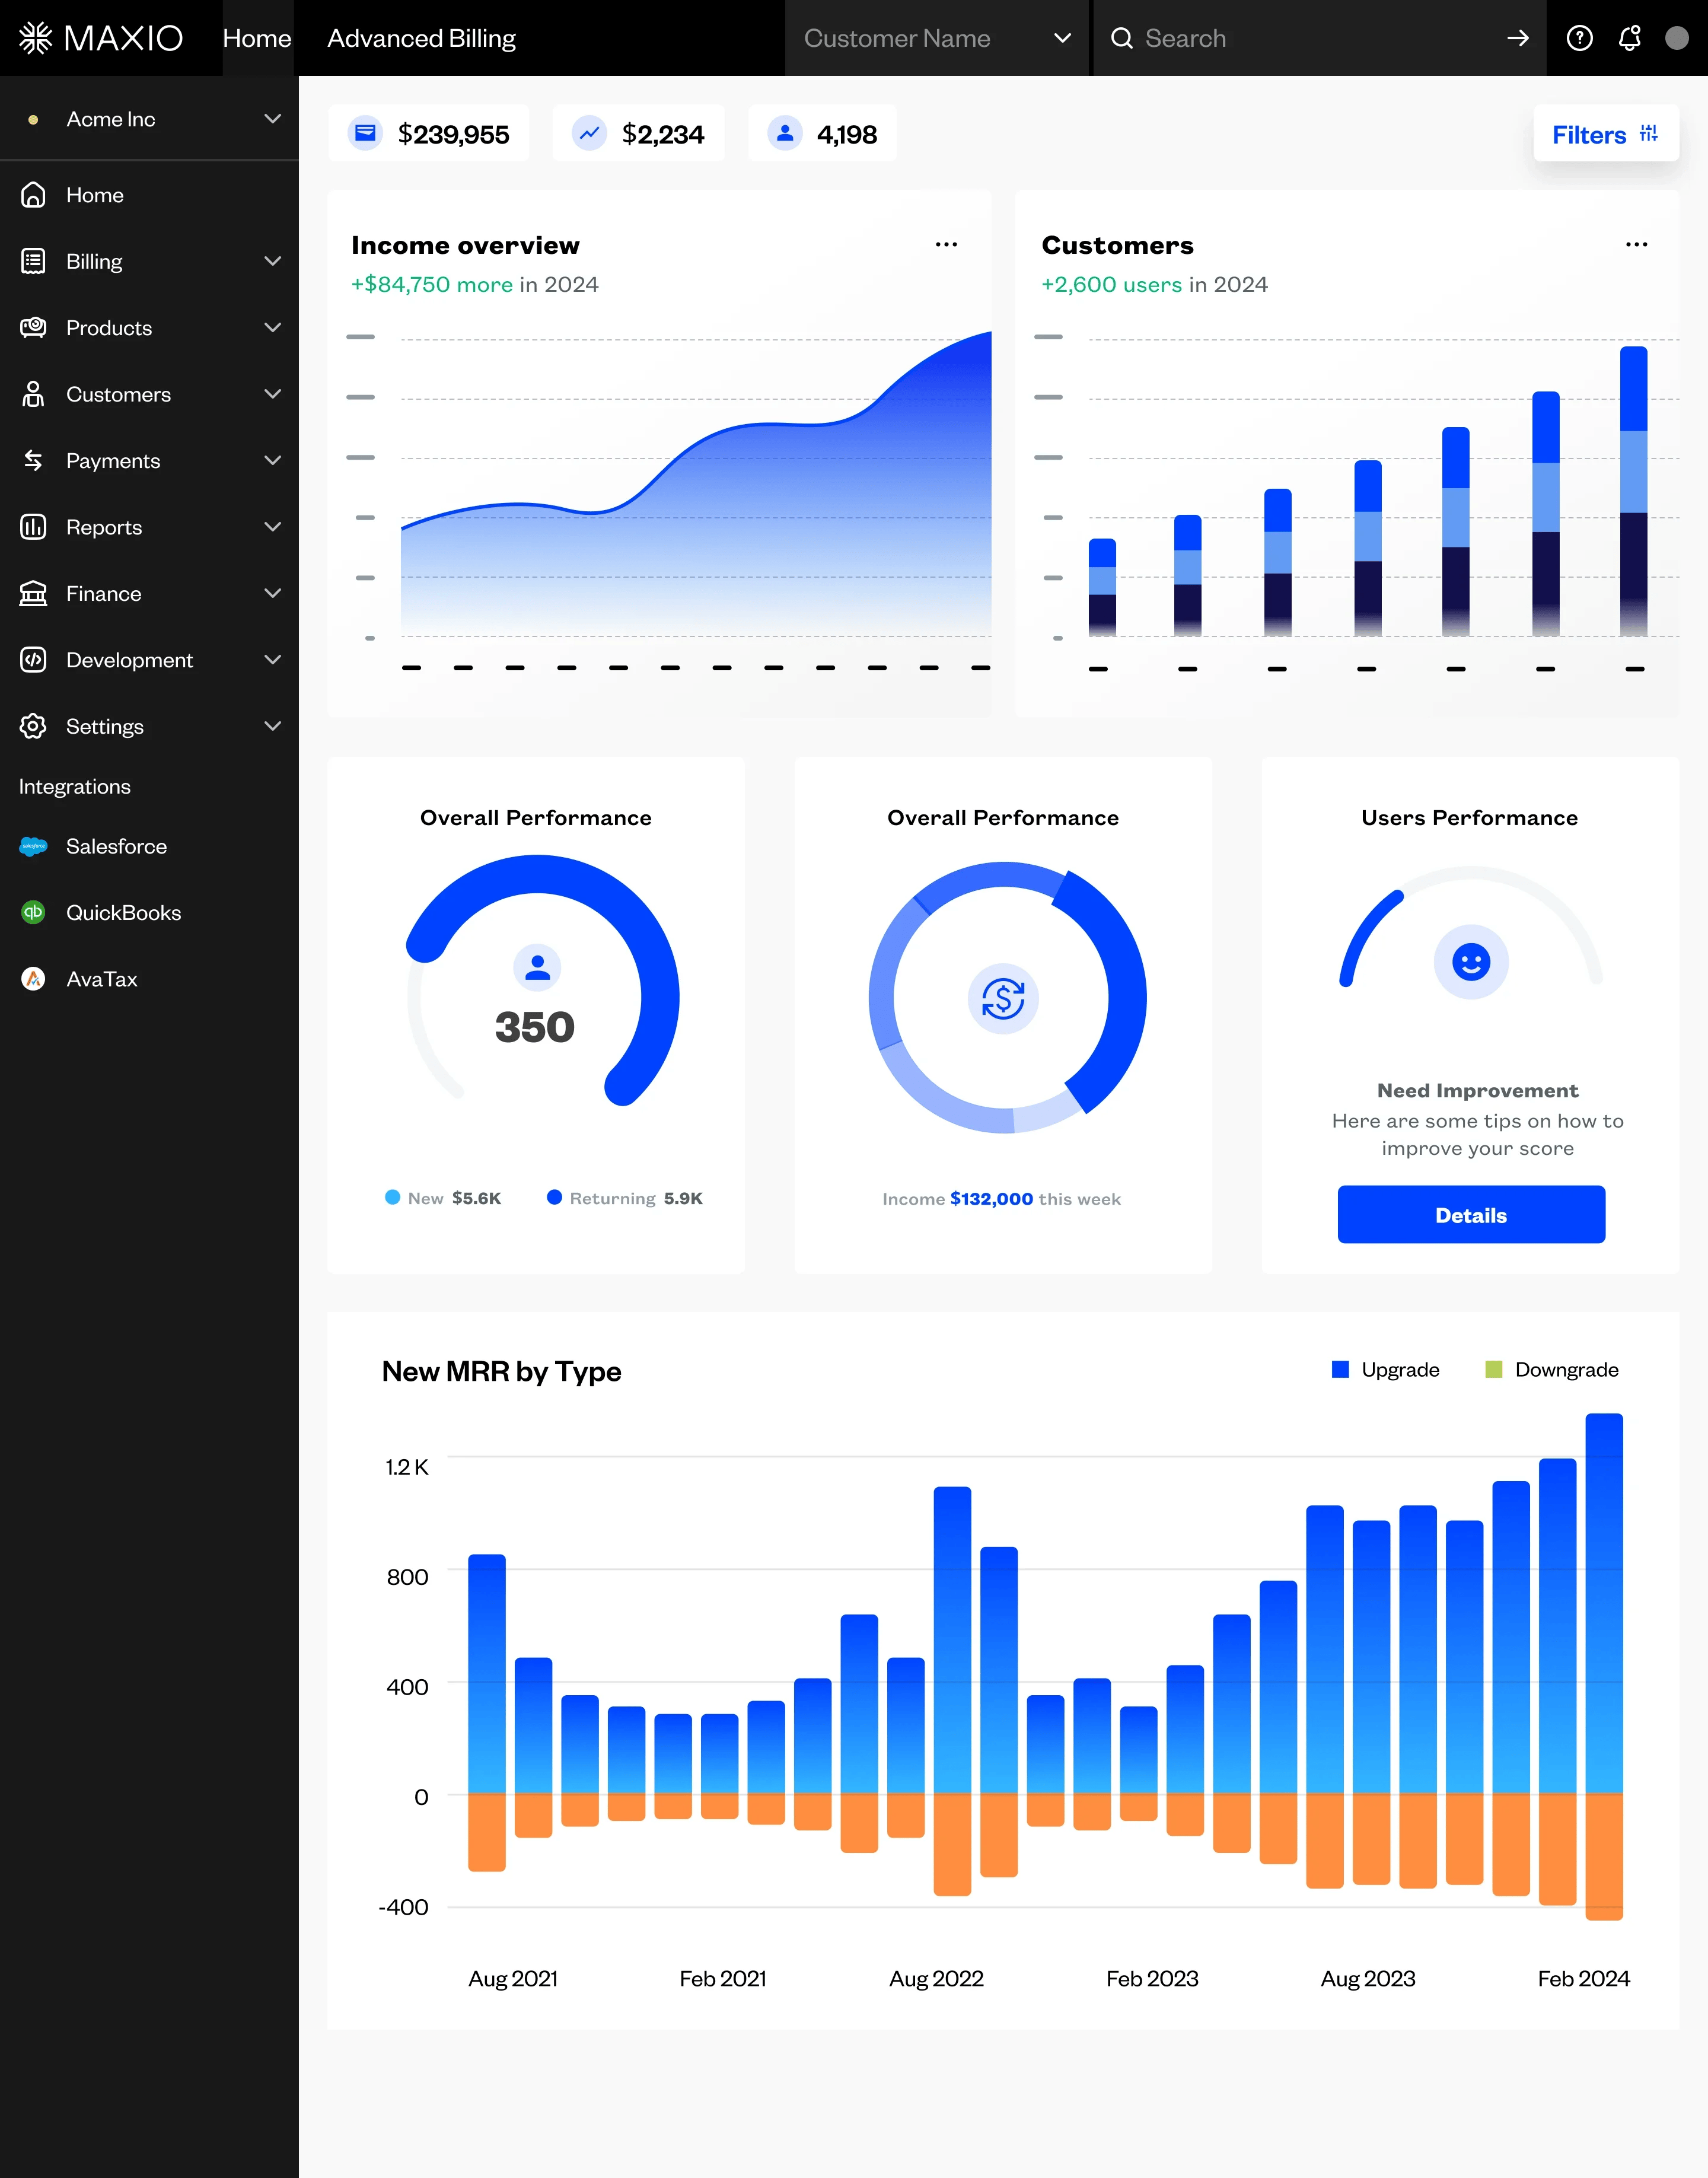 MAXIO
Home
Advanced Billing
Customer Name
Search
Acme Inc
Home
Billing
Products
Customers
Payments
Reports
Finance
Development
Settings
Integrations
salesforce
Salesforce
qb
QuickBooks
AvaTax
$239,955
$2,234
4,198
Filters
Income overview
+$84,750 more in 2024
Customers
+2,600 users in 2024
Overall Performance
350
New $5.6K
Returning 5.9K
Overall Performance
Income $132,000 this week
Users Performance
Need Improvement
Here are some tips on how to
improve your score
Details
New MRR by Type
Upgrade
Downgrade
1.2 K
800
400
0
-400
Aug 2021
Feb 2021
Aug 2022
Feb 2023
Aug 2023
Feb 2024